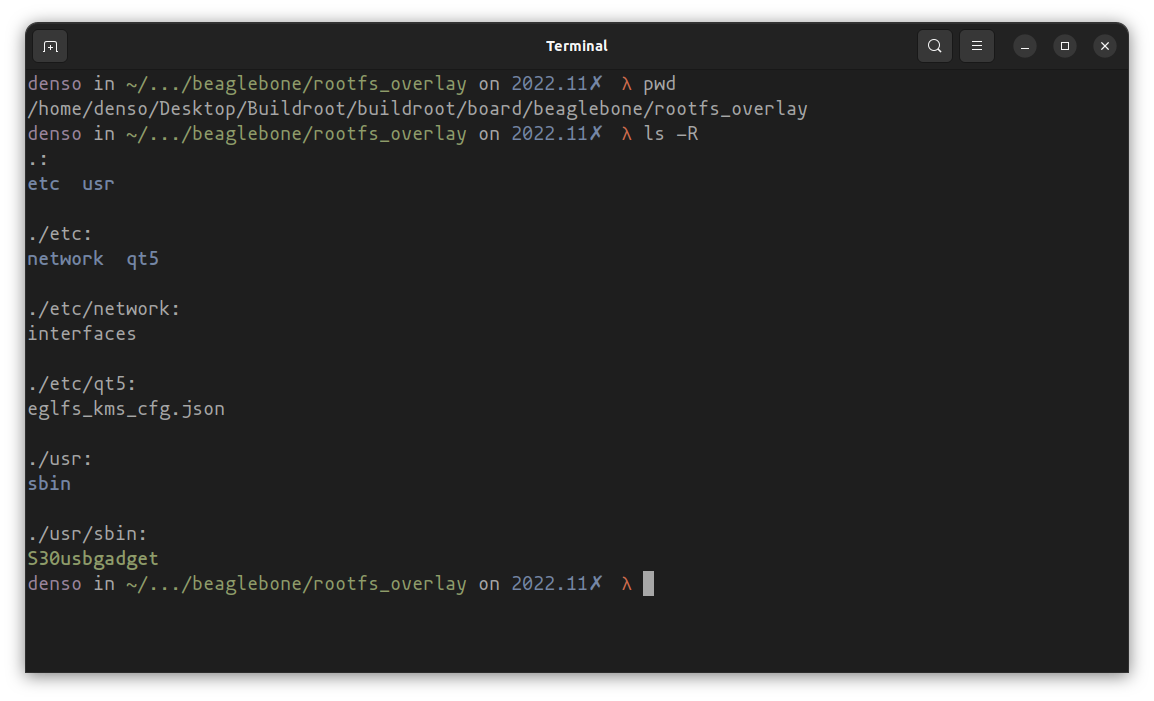 Terminal
denso in ~/.../beaglebone/rootfs_overlay on 2022.11✗ λ pwd
/home/denso/Desktop/Buildroot/buildroot/board/beaglebone/rootfs_overlay
denso in ~/.../beaglebone/rootfs_overlay on 2022.11✗ λ ls -R
.:
etc  usr

./etc:
network  qt5

./etc/network:
interfaces

./etc/qt5:
eglfs_kms_cfg.json

./usr:
sbin

./usr/sbin:
S30usbgadget
denso in ~/.../beaglebone/rootfs_overlay on 2022.11✗ λ